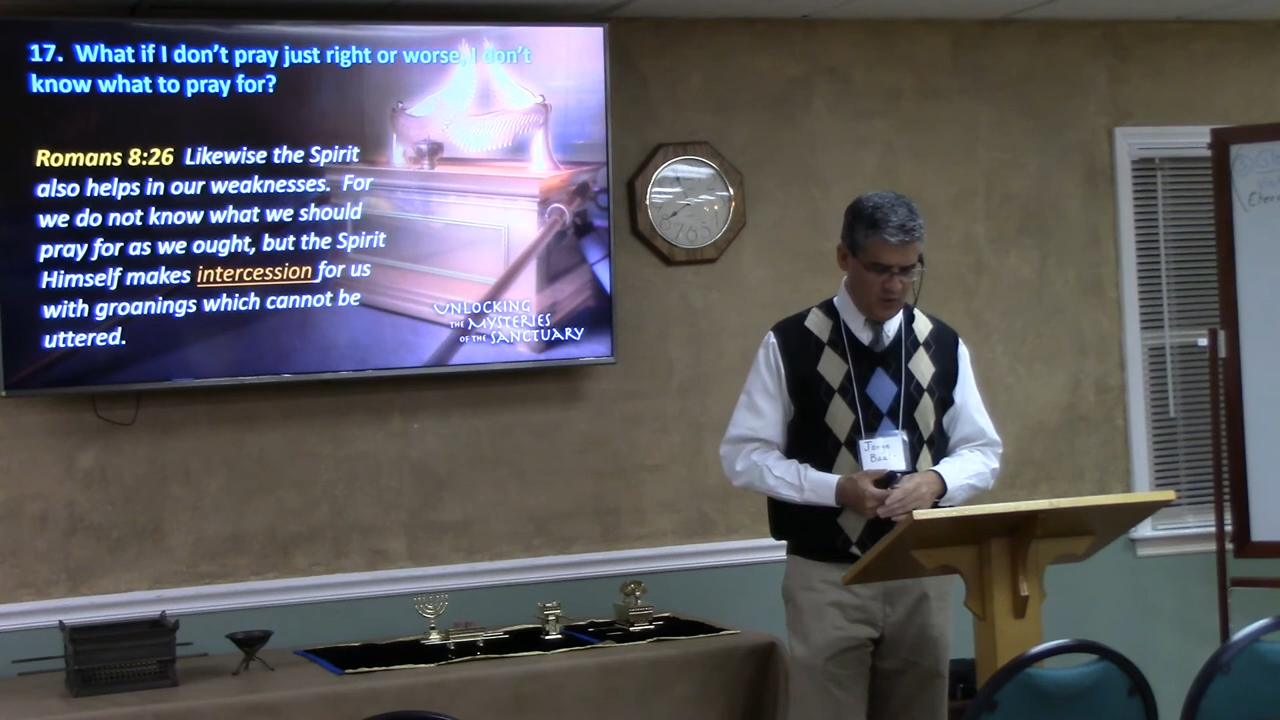 17. What if I don't pray just right or worse, I don't
know what to pray for?
Romans 8:26 Likewise the Spirit
also helps in our weaknesses. For
we do not know what we should
pray for as we ought, but the Spirit
Himself makes intercession for us
with groanings which cannot be
uttered.
UNLOCKING
THE MYSTERIES
OF THE SANCTUARY